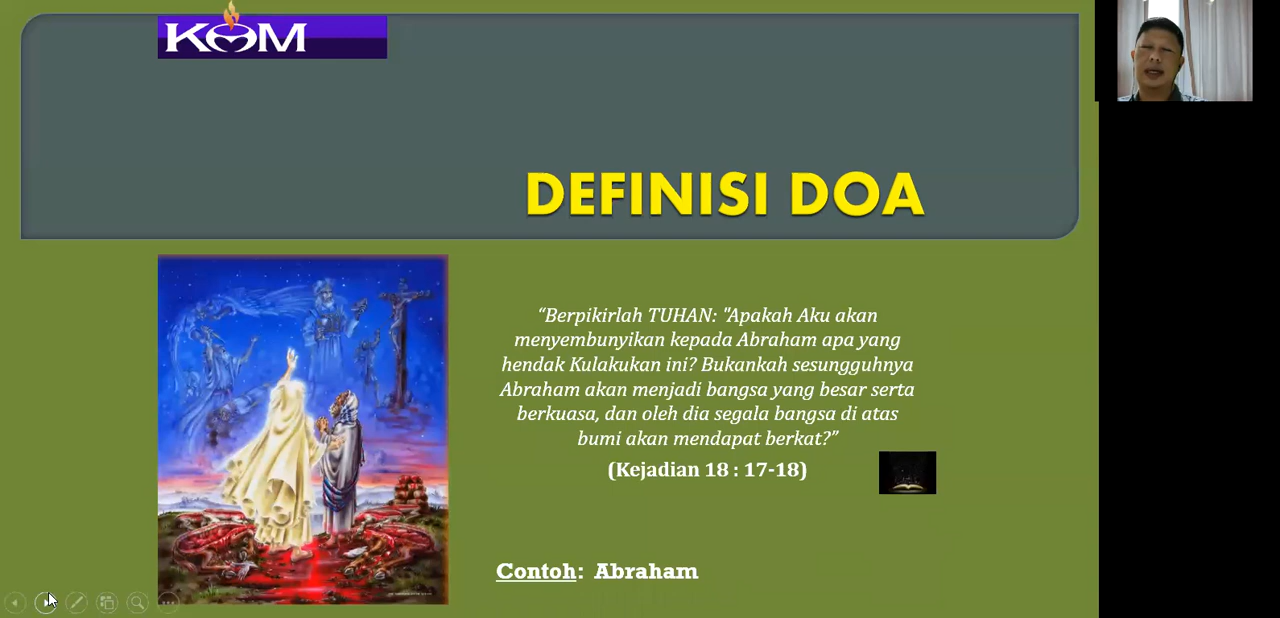 KOM
DEFINISI DOA
“Berpikirlah TUHAN: "Apakah Aku akan
menyembunyikan kepada Abraham apa yang
hendak Kulakukan ini? Bukankah sesungguhnya
Abraham akan menjadi bangsa yang besar serta
berkuasa, dan oleh dia segala bangsa di atas
bumi akan mendapat berkat?”
(Kejadian 18 : 17-18)
Contoh: Abraham